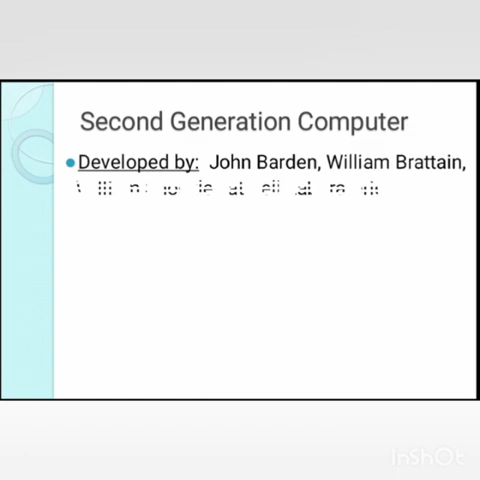 Second Generation Computer
Developed by: John Barden, William Brattain,
InShOt